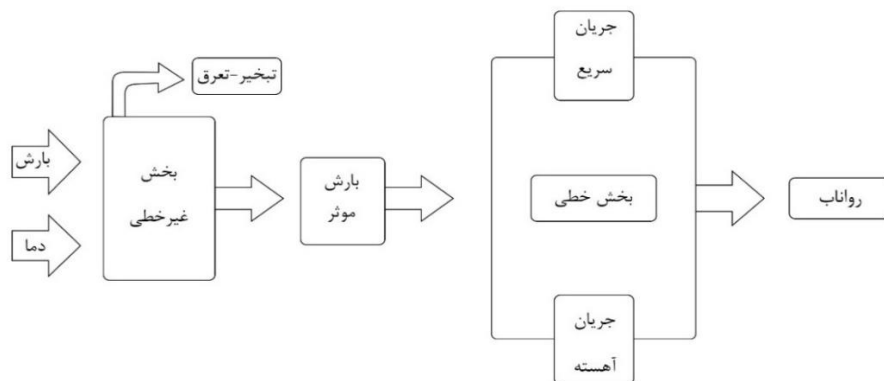 بارش
دما
تبخیر-تعرق
بخش
غیرخطی
بارش
موثر
جریان
سریع
بخش خطی
جریان
آهسته
رواناب